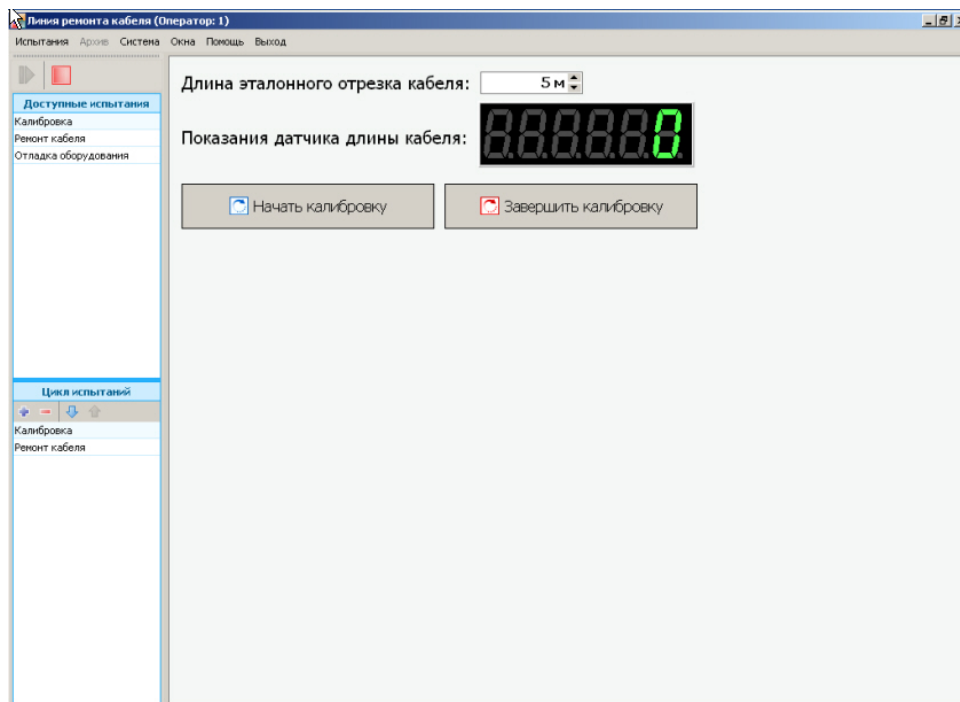 Линия ремонта кабеля (Оператор: 1)
Испытания Архив Система Окна Помощь Выход
Доступные испытания
Калибровка
Ремонт кабеля
Отладка оборудования
Длина эталонного отрезка кабеля: 5 м
Показания датчика длины кабеля: 0
Начать калибровку Завершить калибровку
Цикл испытаний
Калибровка
Ремонт кабеля